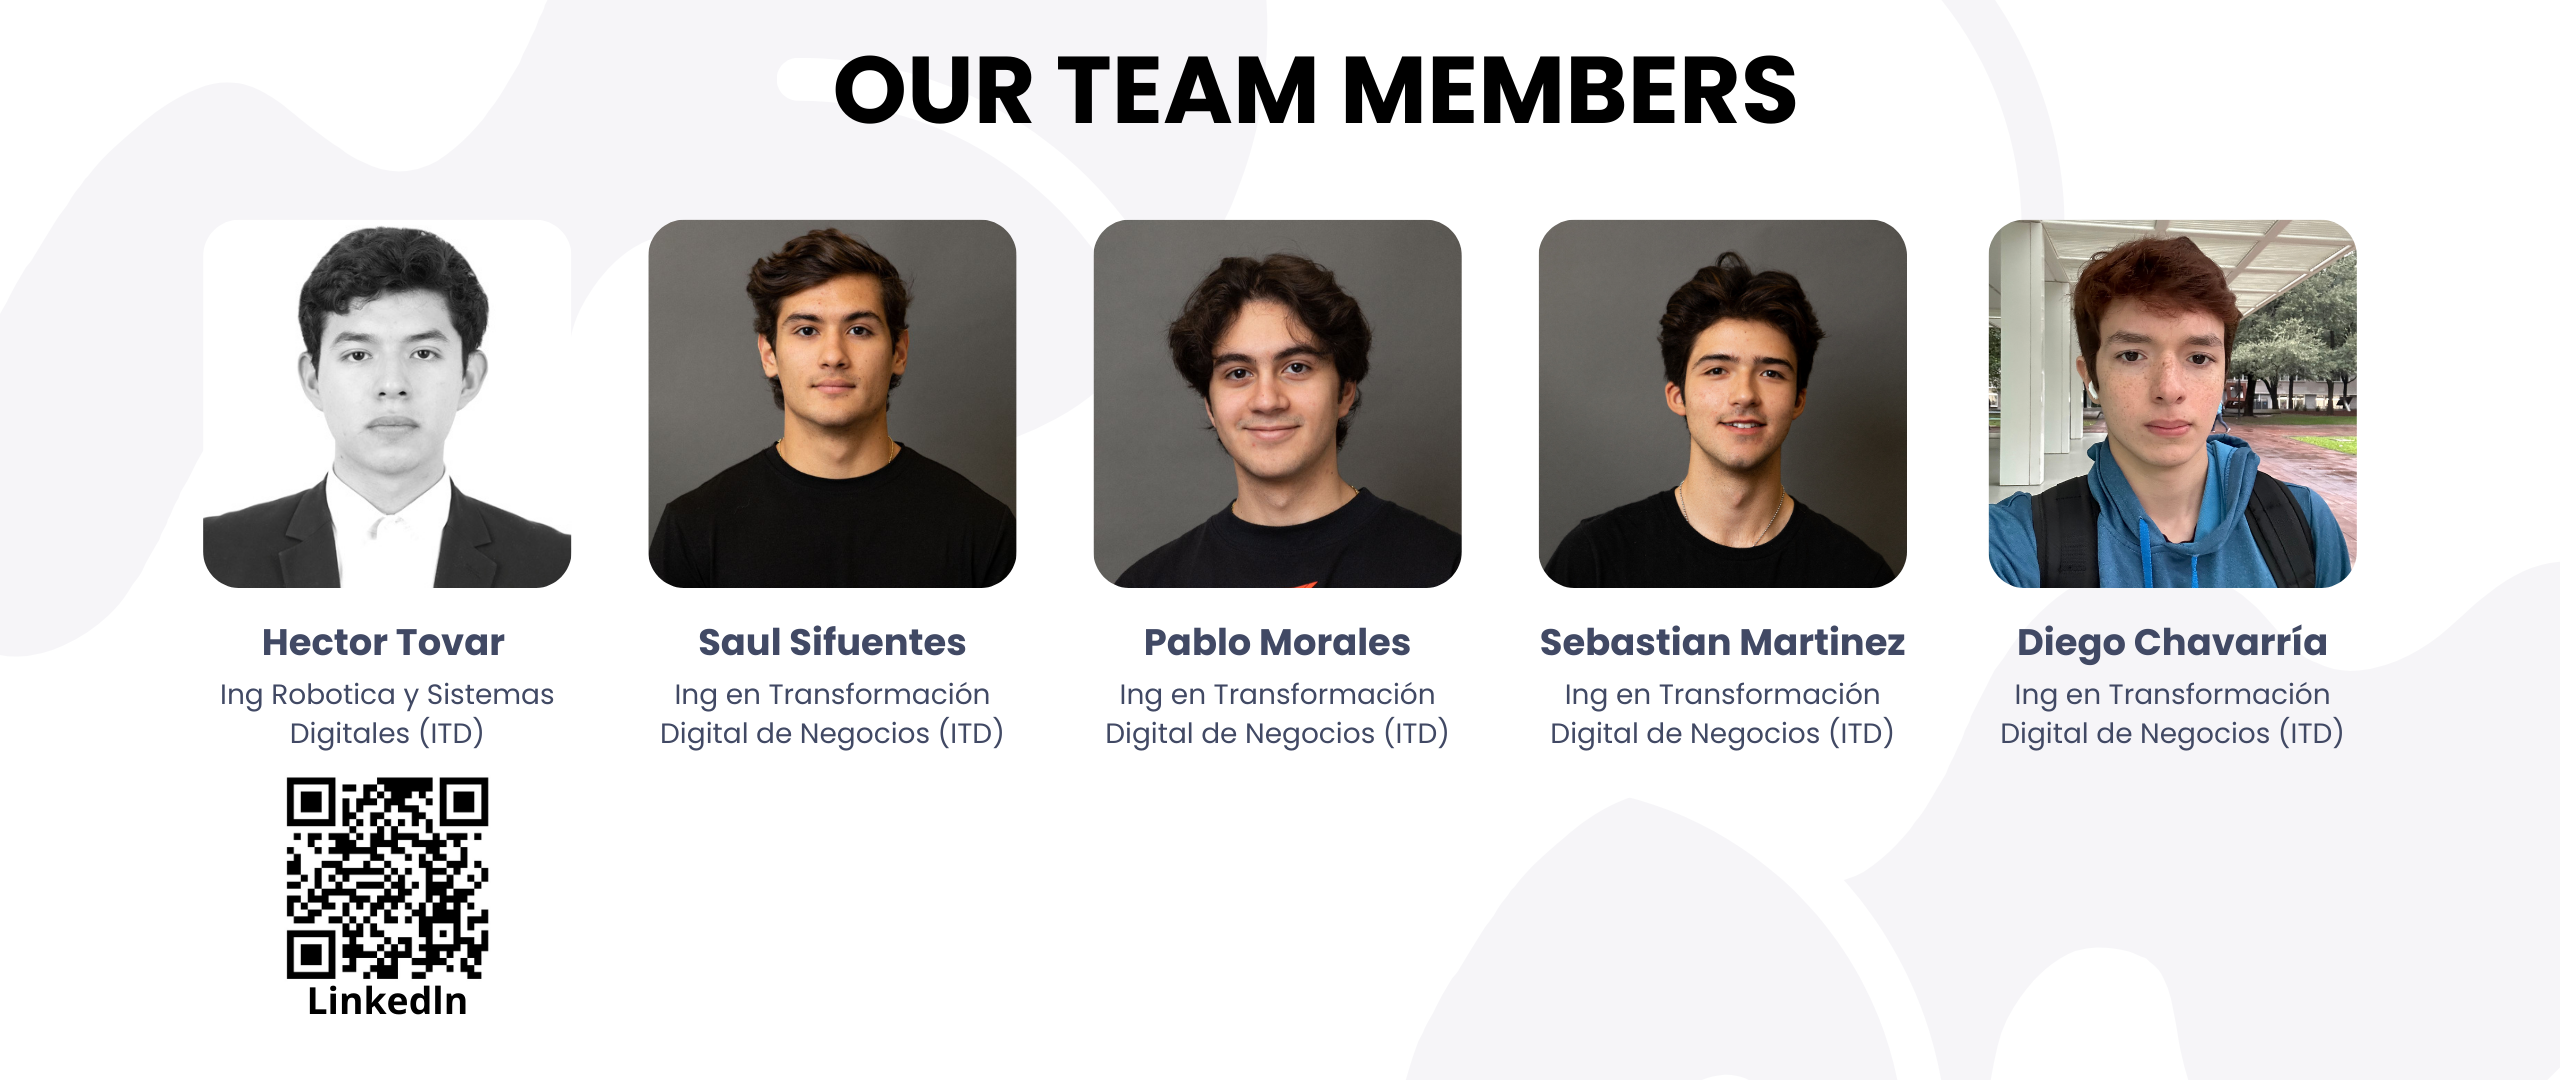 OUR TEAM MEMBERS
Hector Tovar
Ing Robotica y Sistemas
Digitales (ITD)
LinkedIn
Saul Sifuentes
Ing en Transformación
Digital de Negocios (ITD)
Pablo Morales
Ing en Transformación
Digital de Negocios (ITD)
Sebastian Martinez
Ing en Transformación
Digital de Negocios (ITD)
Diego Chavarría
Ing en Transformación
Digital de Negocios (ITD)